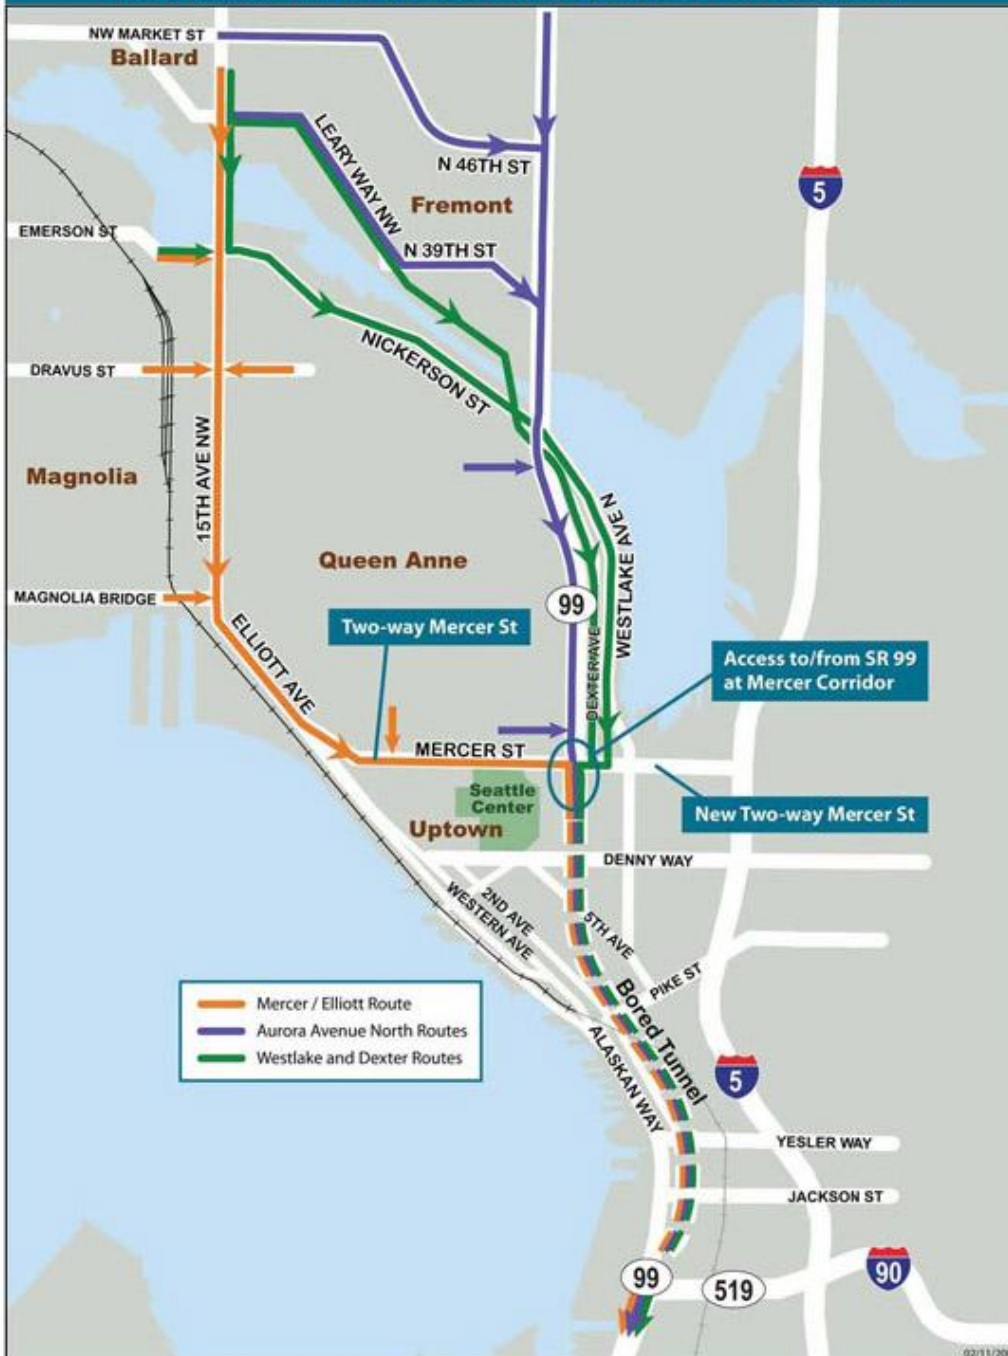 NW MARKET ST
Ballard
LEARY WAY NW
N 46TH ST
5
Fremont
EMERSON ST
N 39TH ST
NICKERSON ST
DRAVUS ST
15TH AVE NW
Magnolia
WESTLAKE AVE N
Queen Anne
MAGNOLIA BRIDGE
99
Two-way Mercer St
ELLIOTT AVE
DEXTER AVE
Access to/from SR 99
at Mercer Corridor
MERCER ST
Seattle
Center
New Two-way Mercer St
Uptown
DENNY WAY
2ND AVE
WESTERN AVE
5TH AVE
PIKE ST
Bored Tunnel
Mercer / Elliott Route
Aurora Avenue North Routes
Westlake and Dexter Routes
ALASKAN WAY
5
YESLER WAY
JACKSON ST
99
519
90